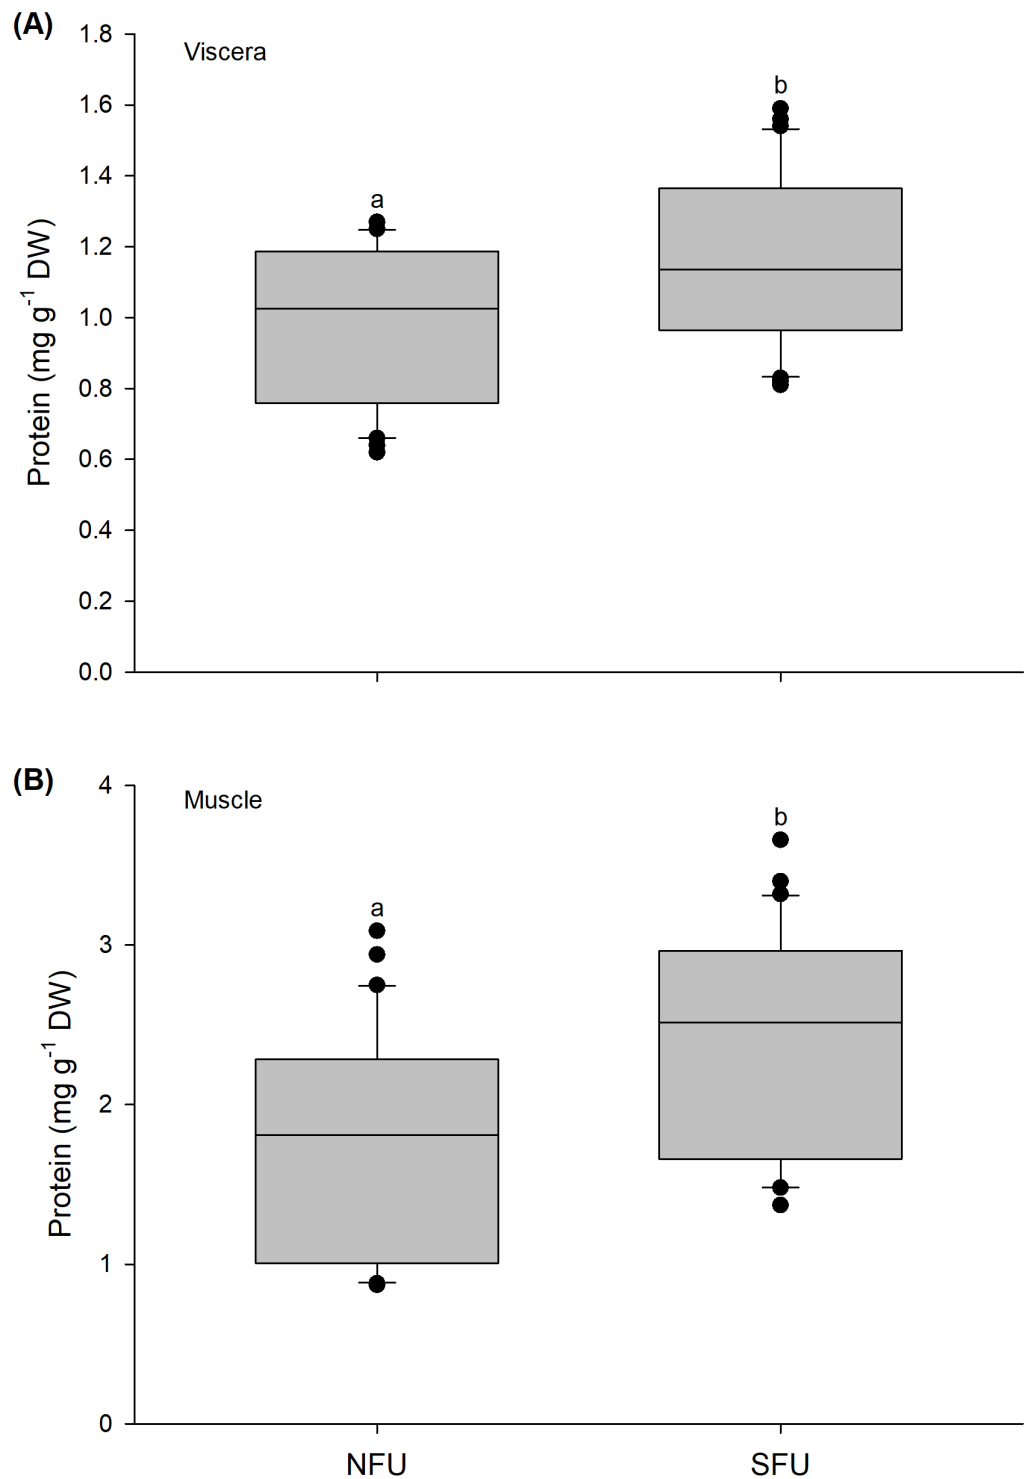 (A)
Viscera
Protein (mg g⁻¹ DW)
1.8
1.6
1.4
1.2
1.0
0.8
0.6
0.4
0.2
0.0
a
b
(B)
Muscle
Protein (mg g⁻¹ DW)
4
3
2
1
0
a
b
NFU SFU